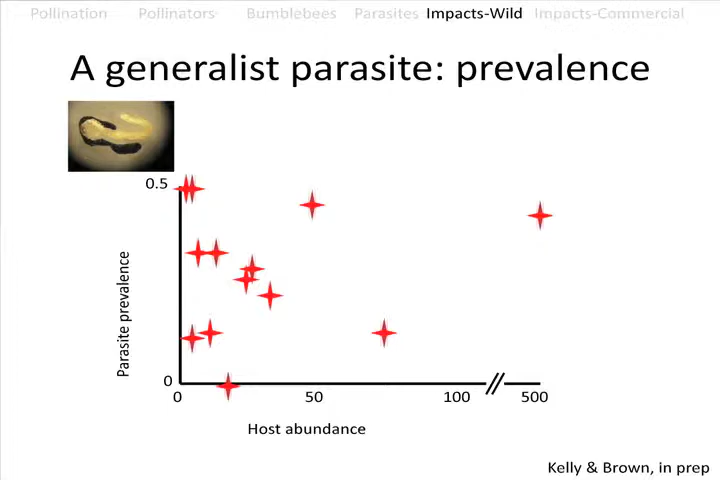 Pollination Pollinators Bumblebees Parasites Impacts-Wild Impacts-Commercial
A generalist parasite: prevalence
0.5
Parasite prevalence
0
0 50 100 500
Host abundance
Kelly & Brown, in prep